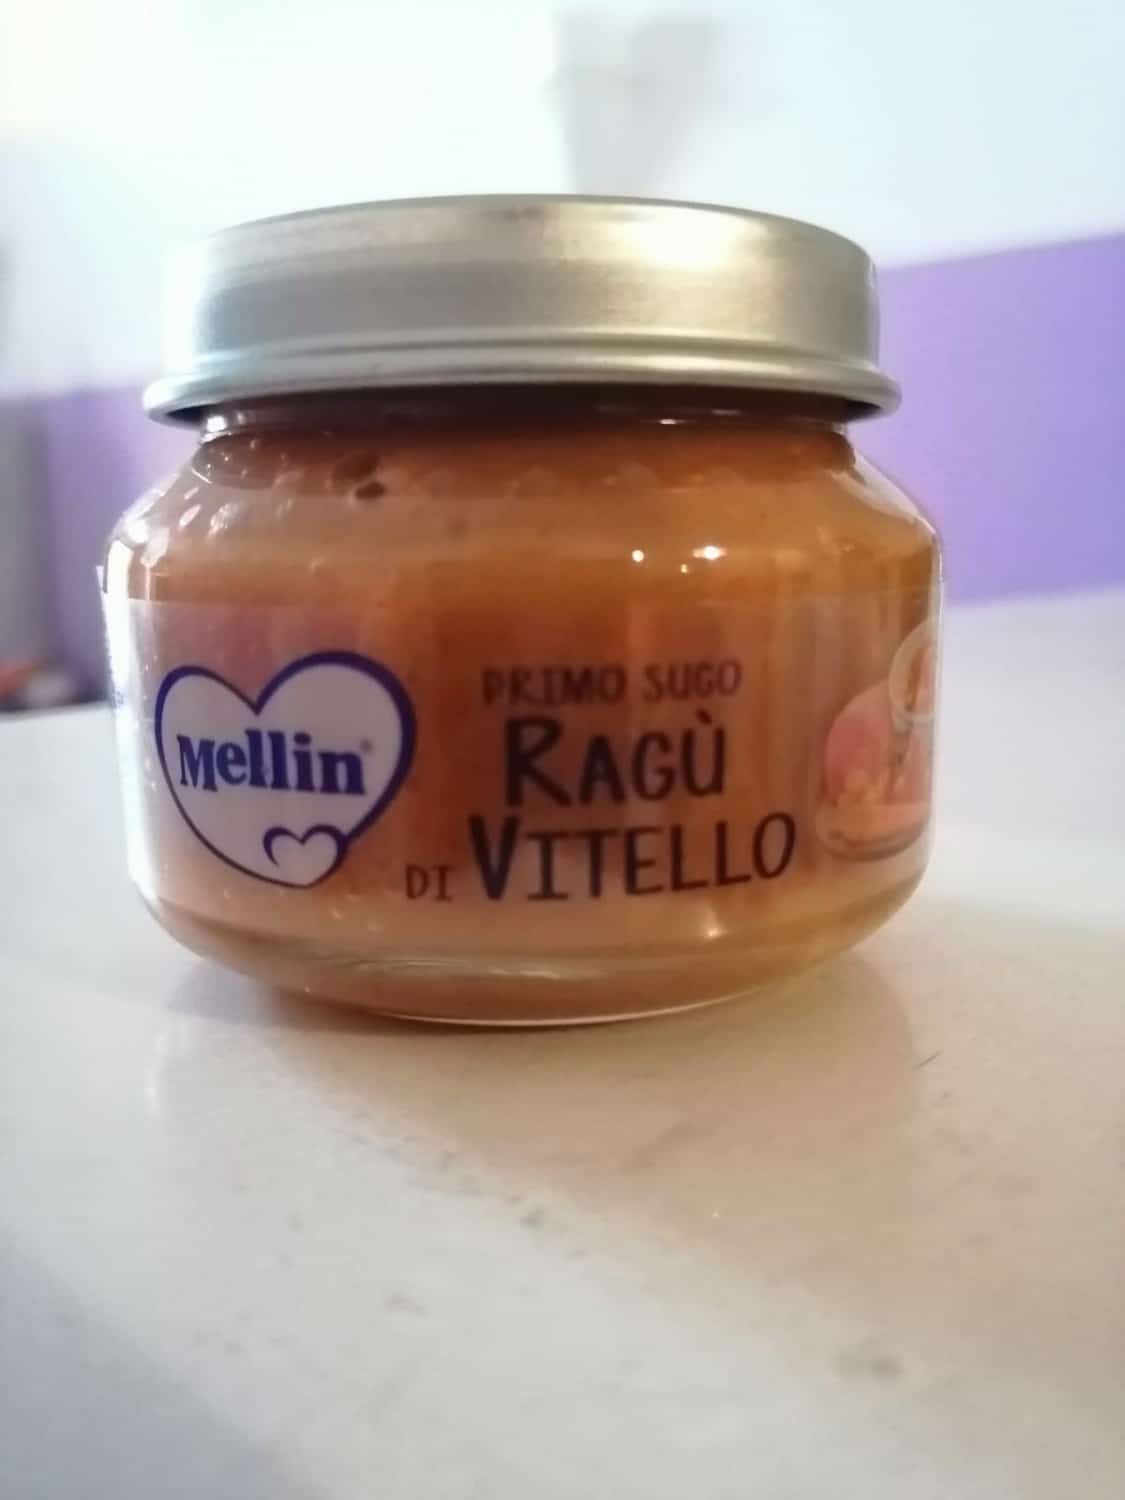 Mellin®
PRIMO SUGO
RAGÙ
DI VITELLO